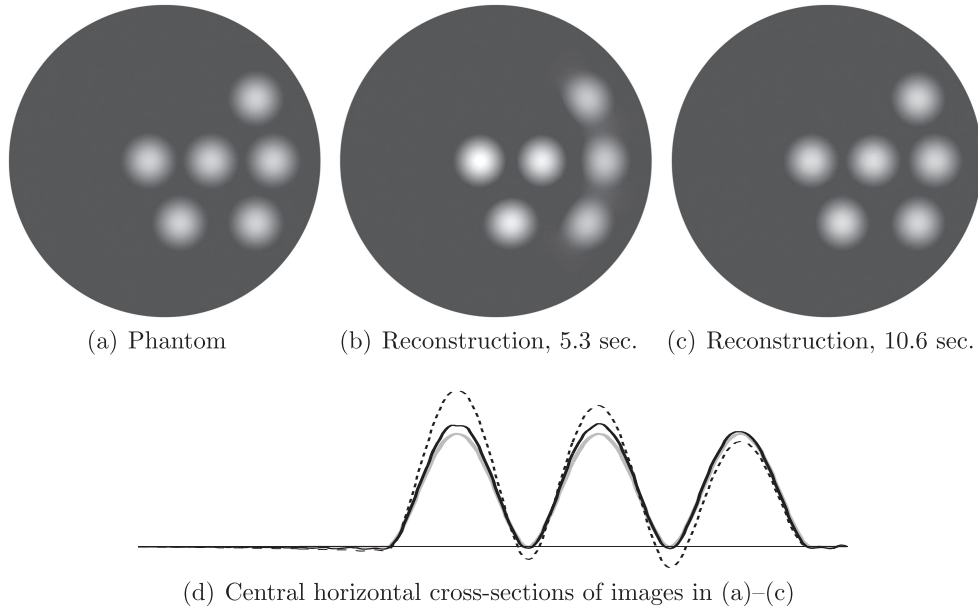 (a) Phantom
(b) Reconstruction, 5.3 sec.
(c) Reconstruction, 10.6 sec.
(d) Central horizontal cross-sections of images in (a)–(c)